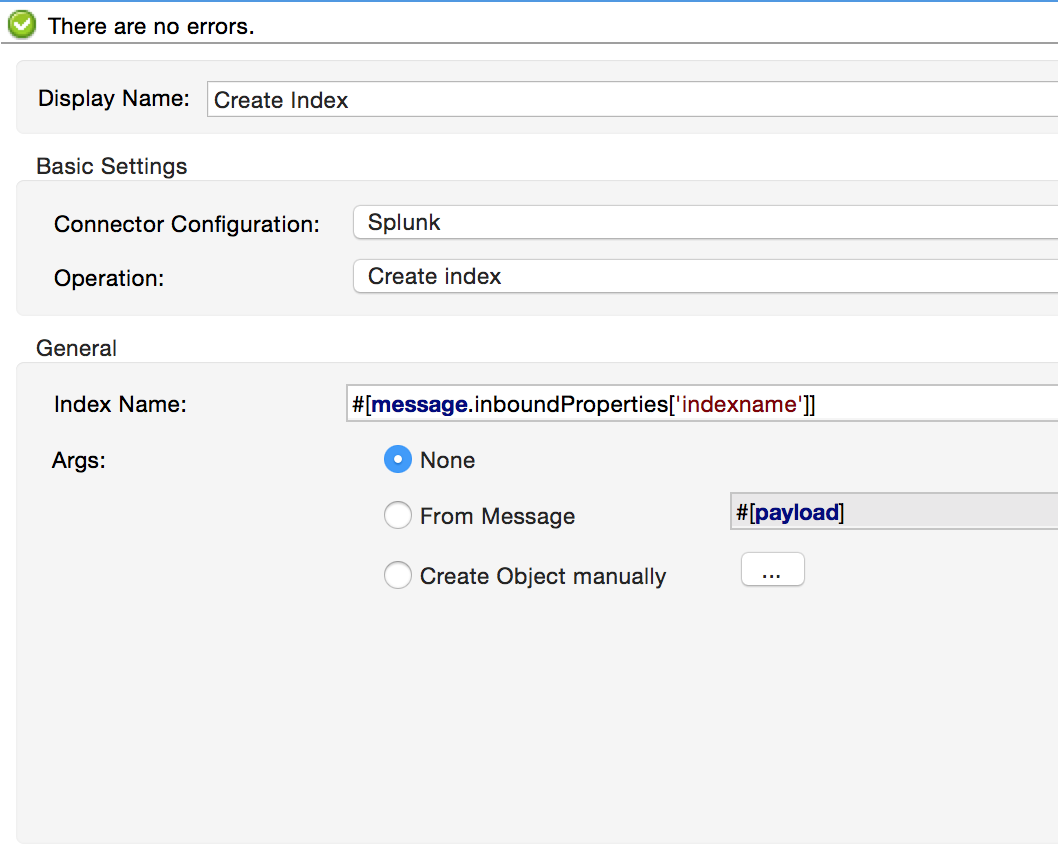 There are no errors.
Display Name: Create Index
Basic Settings
Connector Configuration: Splunk
Operation: Create index
General
Index Name: #[message.inboundProperties['indexname']]
Args: None
From Message #[payload]
Create Object manually ...